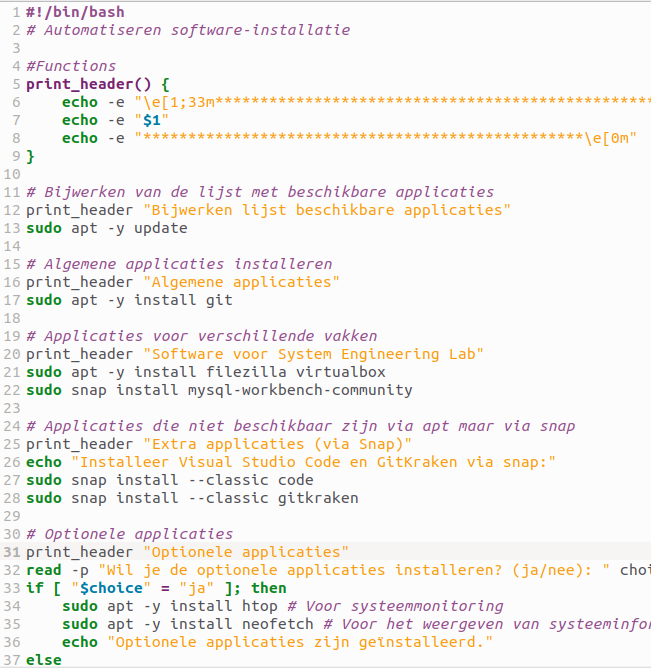 1 #!/bin/bash
2 # Automatiseren software-installatie
3
4 #Functions
5 print_header() {
6     echo -e "\e[1;33m*************************************************
7     echo -e "$1"
8     echo -e "*************************************************\e[0m"
9 }
10
11 # Bijwerken van de lijst met beschikbare applicaties
12 print_header "Bijwerken lijst beschikbare applicaties"
13 sudo apt -y update
14
15 # Algemene applicaties installeren
16 print_header "Algemene applicaties"
17 sudo apt -y install git
18
19 # Applicaties voor verschillende vakken
20 print_header "Software voor System Engineering Lab"
21 sudo apt -y install filezilla virtualbox
22 sudo snap install mysql-workbench-community
23
24 # Applicaties die niet beschikbaar zijn via apt maar via snap
25 print_header "Extra applicaties (via Snap)"
26 echo "Installeer Visual Studio Code en GitKraken via snap:"
27 sudo snap install --classic code
28 sudo snap install --classic gitkraken
29
30 # Optionele applicaties
31 print_header "Optionele applicaties"
32 read -p "Wil je de optionele applicaties installeren? (ja/nee): " choi
33 if [ "$choice" = "ja" ]; then
34     sudo apt -y install htop # Voor systeemmonitoring
35     sudo apt -y install neofetch # Voor het weergeven van systeeminfor
36     echo "Optionele applicaties zijn geïnstalleerd."
37 else